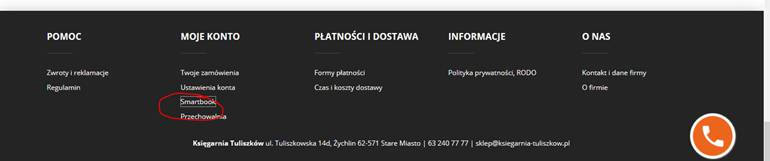 POMOC
Zwroty i reklamacje
Regulamin
MOJE KONTO
Twoje zamówienia
Ustawienia konta
Smartbook
Przechowalnia
PŁATNOŚCI I DOSTAWA
Formy płatności
Czas i koszty dostawy
INFORMACJE
Polityka prywatności, RODO
O NAS
Kontakt i dane firmy
O firmie
Księgarnia Tuliszków ul. Tuliszkowska 14d, Żychlin 62-571 Stare Miasto | 63 240 77 77 | sklep@ksiegarnia-tuliszkow.pl